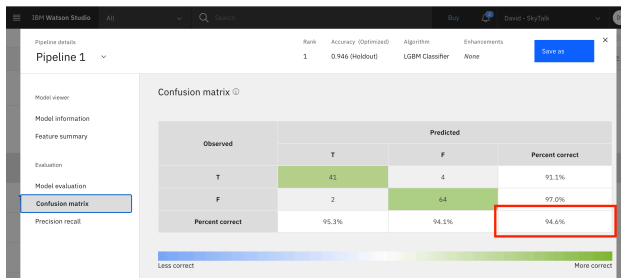 IBM Watson Studio All Search Buy David - SkyTalk
Pipeline details Rank Accuracy (Optimized) Algorithm Enhancements
Pipeline 1 1 0.946 (Holdout) LGBM Classifier None Save as
Model viewer Confusion matrix
Model information
Feature summary
Evaluation
Model evaluation
Confusion matrix
Precision recall
Observed Predicted
T F Percent correct
T 41 4 91.1%
F 2 64 97.0%
Percent correct 95.3% 94.1% 94.6%
Less correct More correct